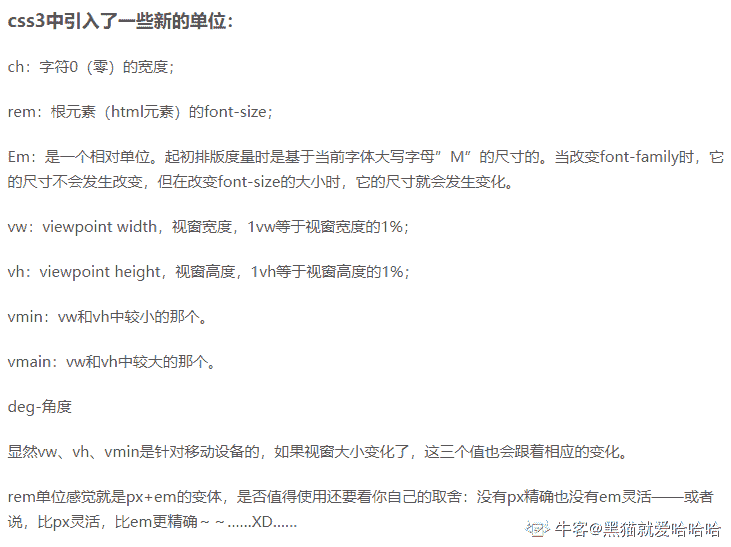 css3中引入了一些新的单位：
ch：字符0（零）的宽度；
rem：根元素（html元素）的font-size；
Em：是一个相对单位。起初排版度量时是基于当前字体大写字母”M”的尺寸的。当改变font-family时，它
的尺寸不会发生改变，但在改变font-size的大小时，它的尺寸就会发生变化。
vw：viewpoint width，视窗宽度，1vw等于视窗宽度的1%；
vh：viewpoint height，视窗高度，1vh等于视窗高度的1%；
vmin：vw和vh中较小的那个。
vmain：vw和vh中较大的那个。
deg-角度
显然vw、vh、vmin是针对移动设备的，如果视窗大小变化了，这三个值也会跟着相应的变化。
rem单位感觉就是px+em的变体，是否值得使用还要看你自己的取舍：没有px精确也没有em灵活——或者
说，比px灵活，比em更精确～～……XD……
牛客@黑猫就爱哈哈哈